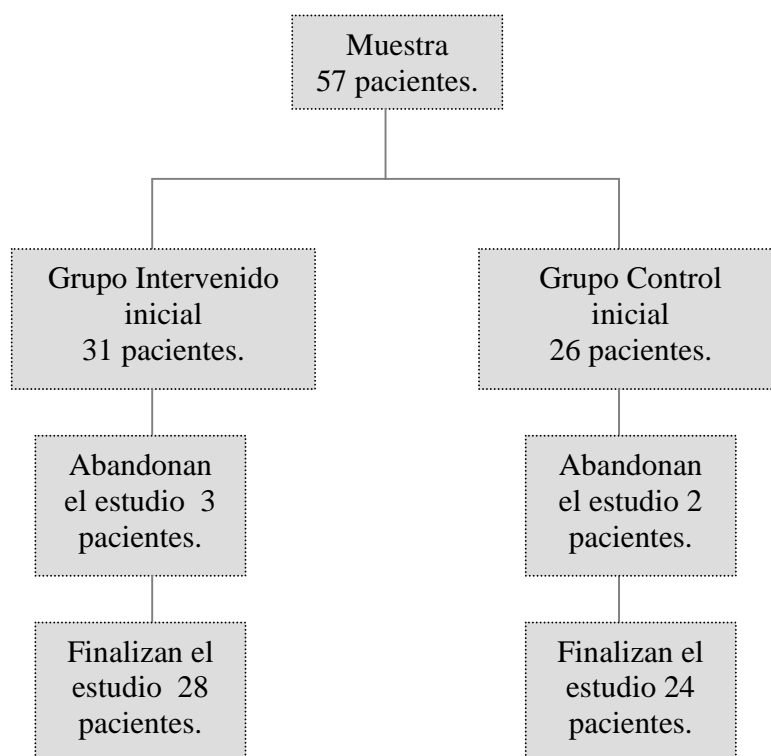 Muestra
57 pacientes.
Grupo Intervenido
inicial
31 pacientes.
Grupo Control
inicial
26 pacientes.
Abandonan
el estudio  3
pacientes.
Abandonan
el estudio 2
pacientes.
Finalizan el
estudio  28
pacientes.
Finalizan el
estudio 24
pacientes.